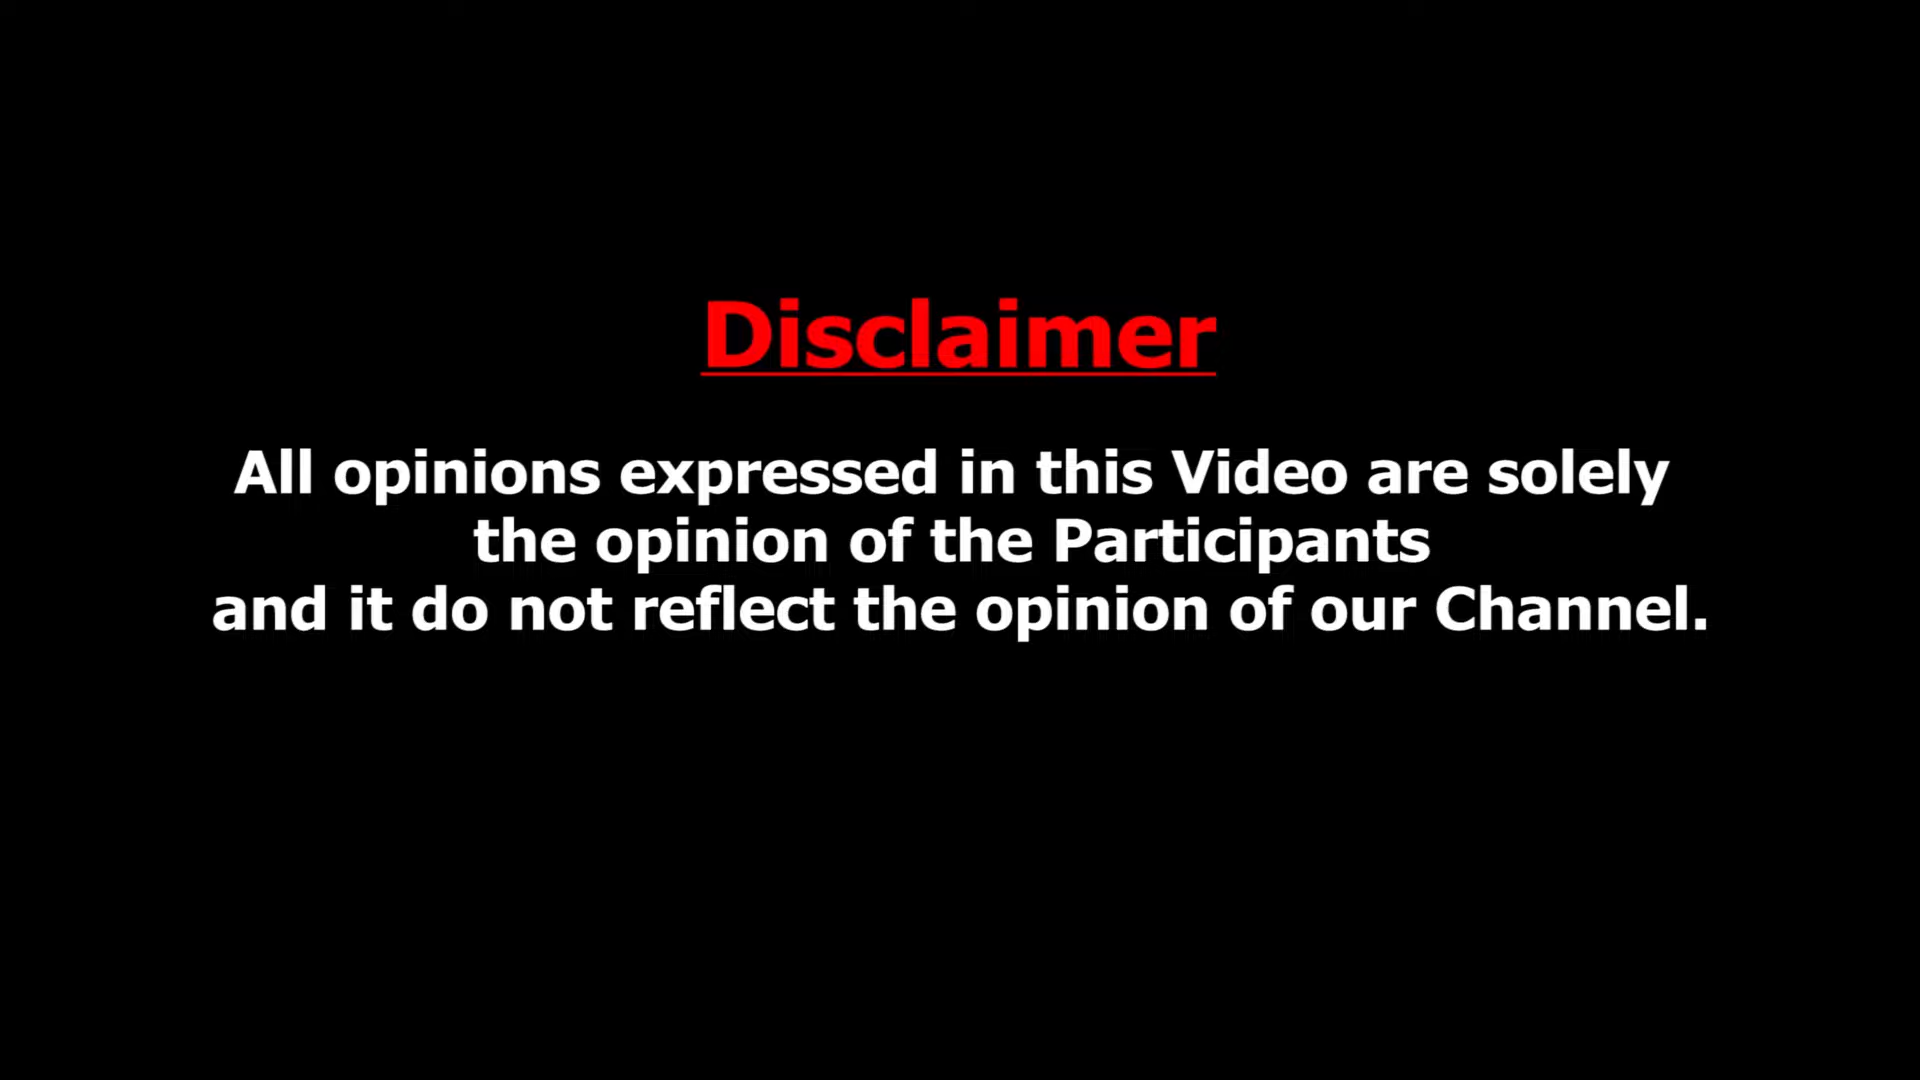 Disclaimer
All opinions expressed in this Video are solely
the opinion of the Participants
and it do not reflect the opinion of our Channel.